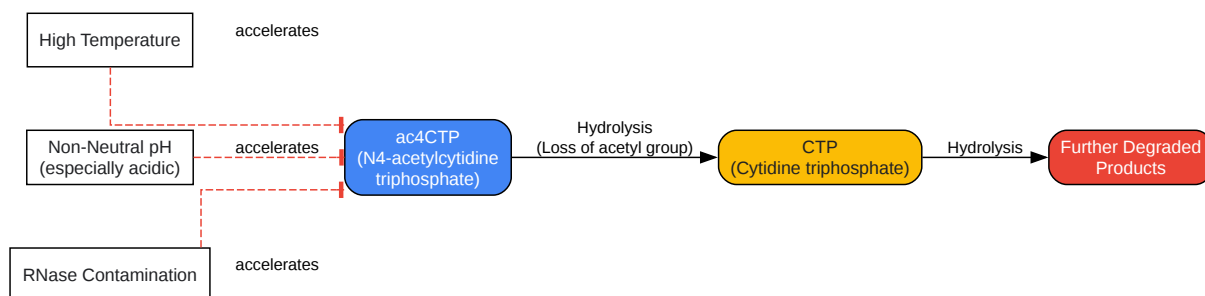 High Temperature
accelerates
Non-Neutral pH
(especially acidic)
accelerates
RNase Contamination
accelerates
ac4CTP
(N4-acetylcytidine
triphosphate)
Hydrolysis
(Loss of acetyl group)
CTP
(Cytidine triphosphate)
Hydrolysis
Further Degraded
Products